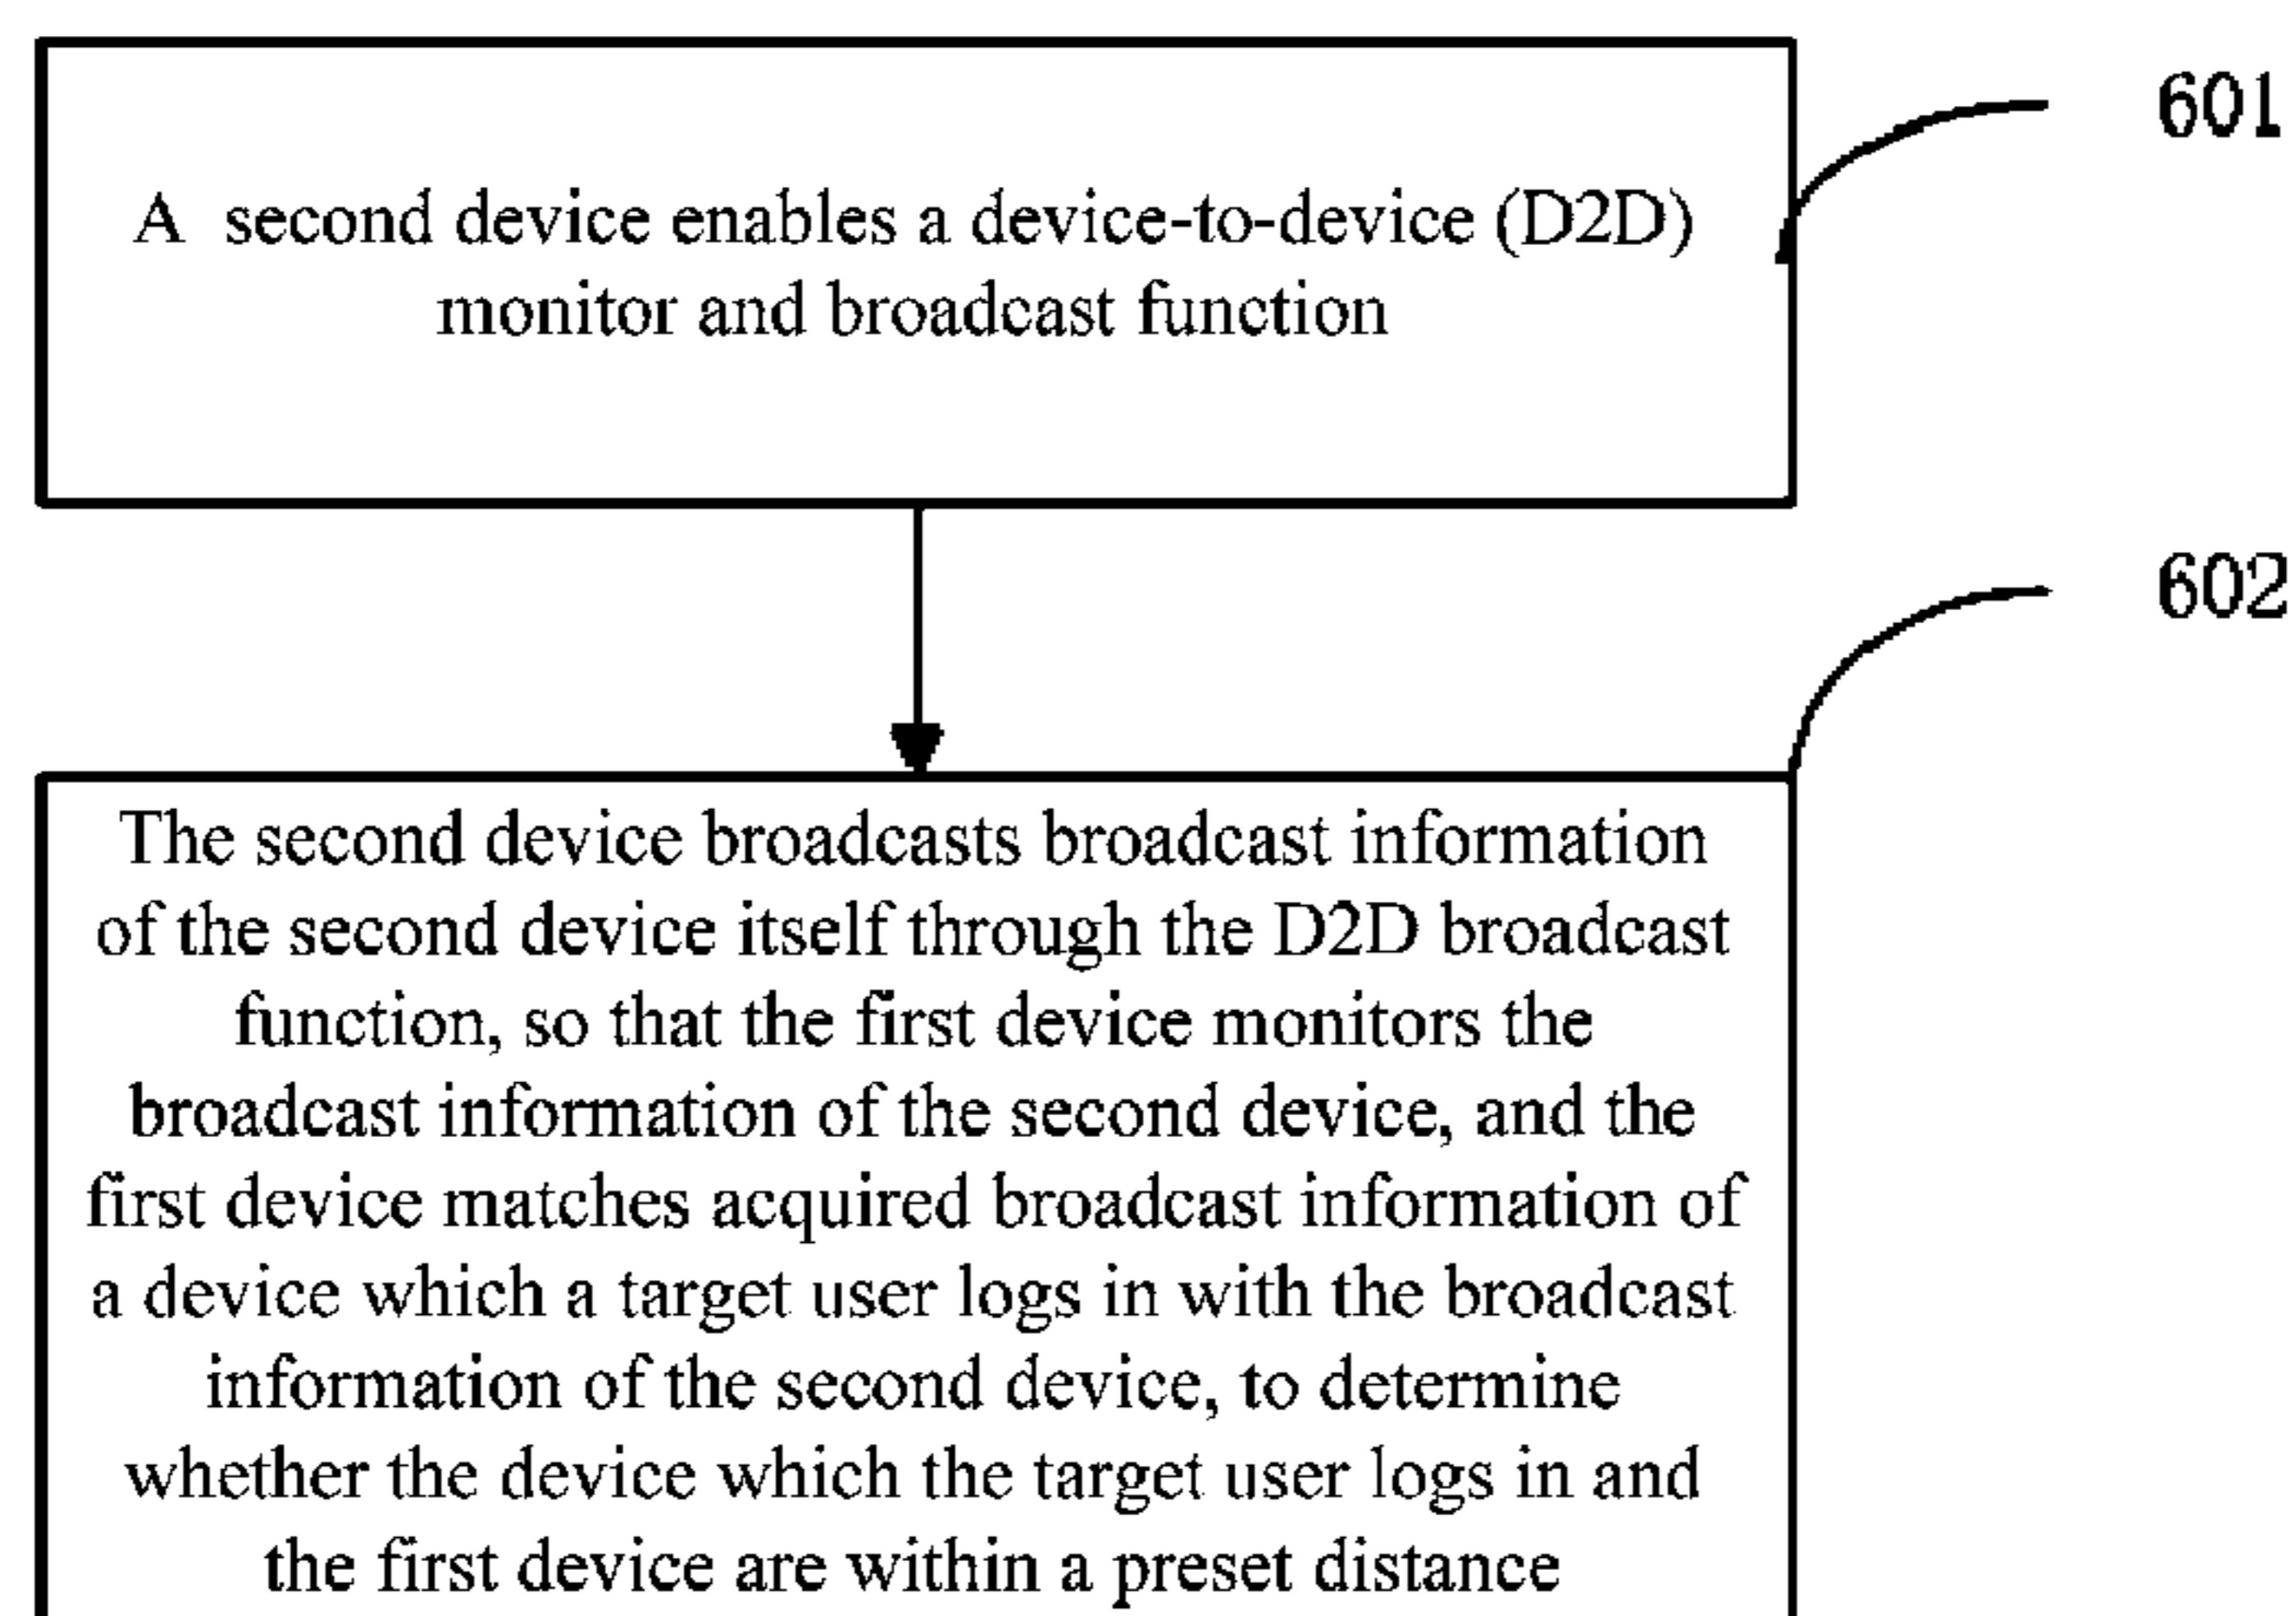 601
A second device enables a device-to-device (D2D)
monitor and broadcast function
602
The second device broadcasts broadcast information
of the second device itself through the D2D broadcast
function, so that the first device monitors the
broadcast information of the second device, and the
first device matches acquired broadcast information of
a device which a target user logs in with the broadcast
information of the second device, to determine
whether the device which the target user logs in and
the first device are within a preset distance